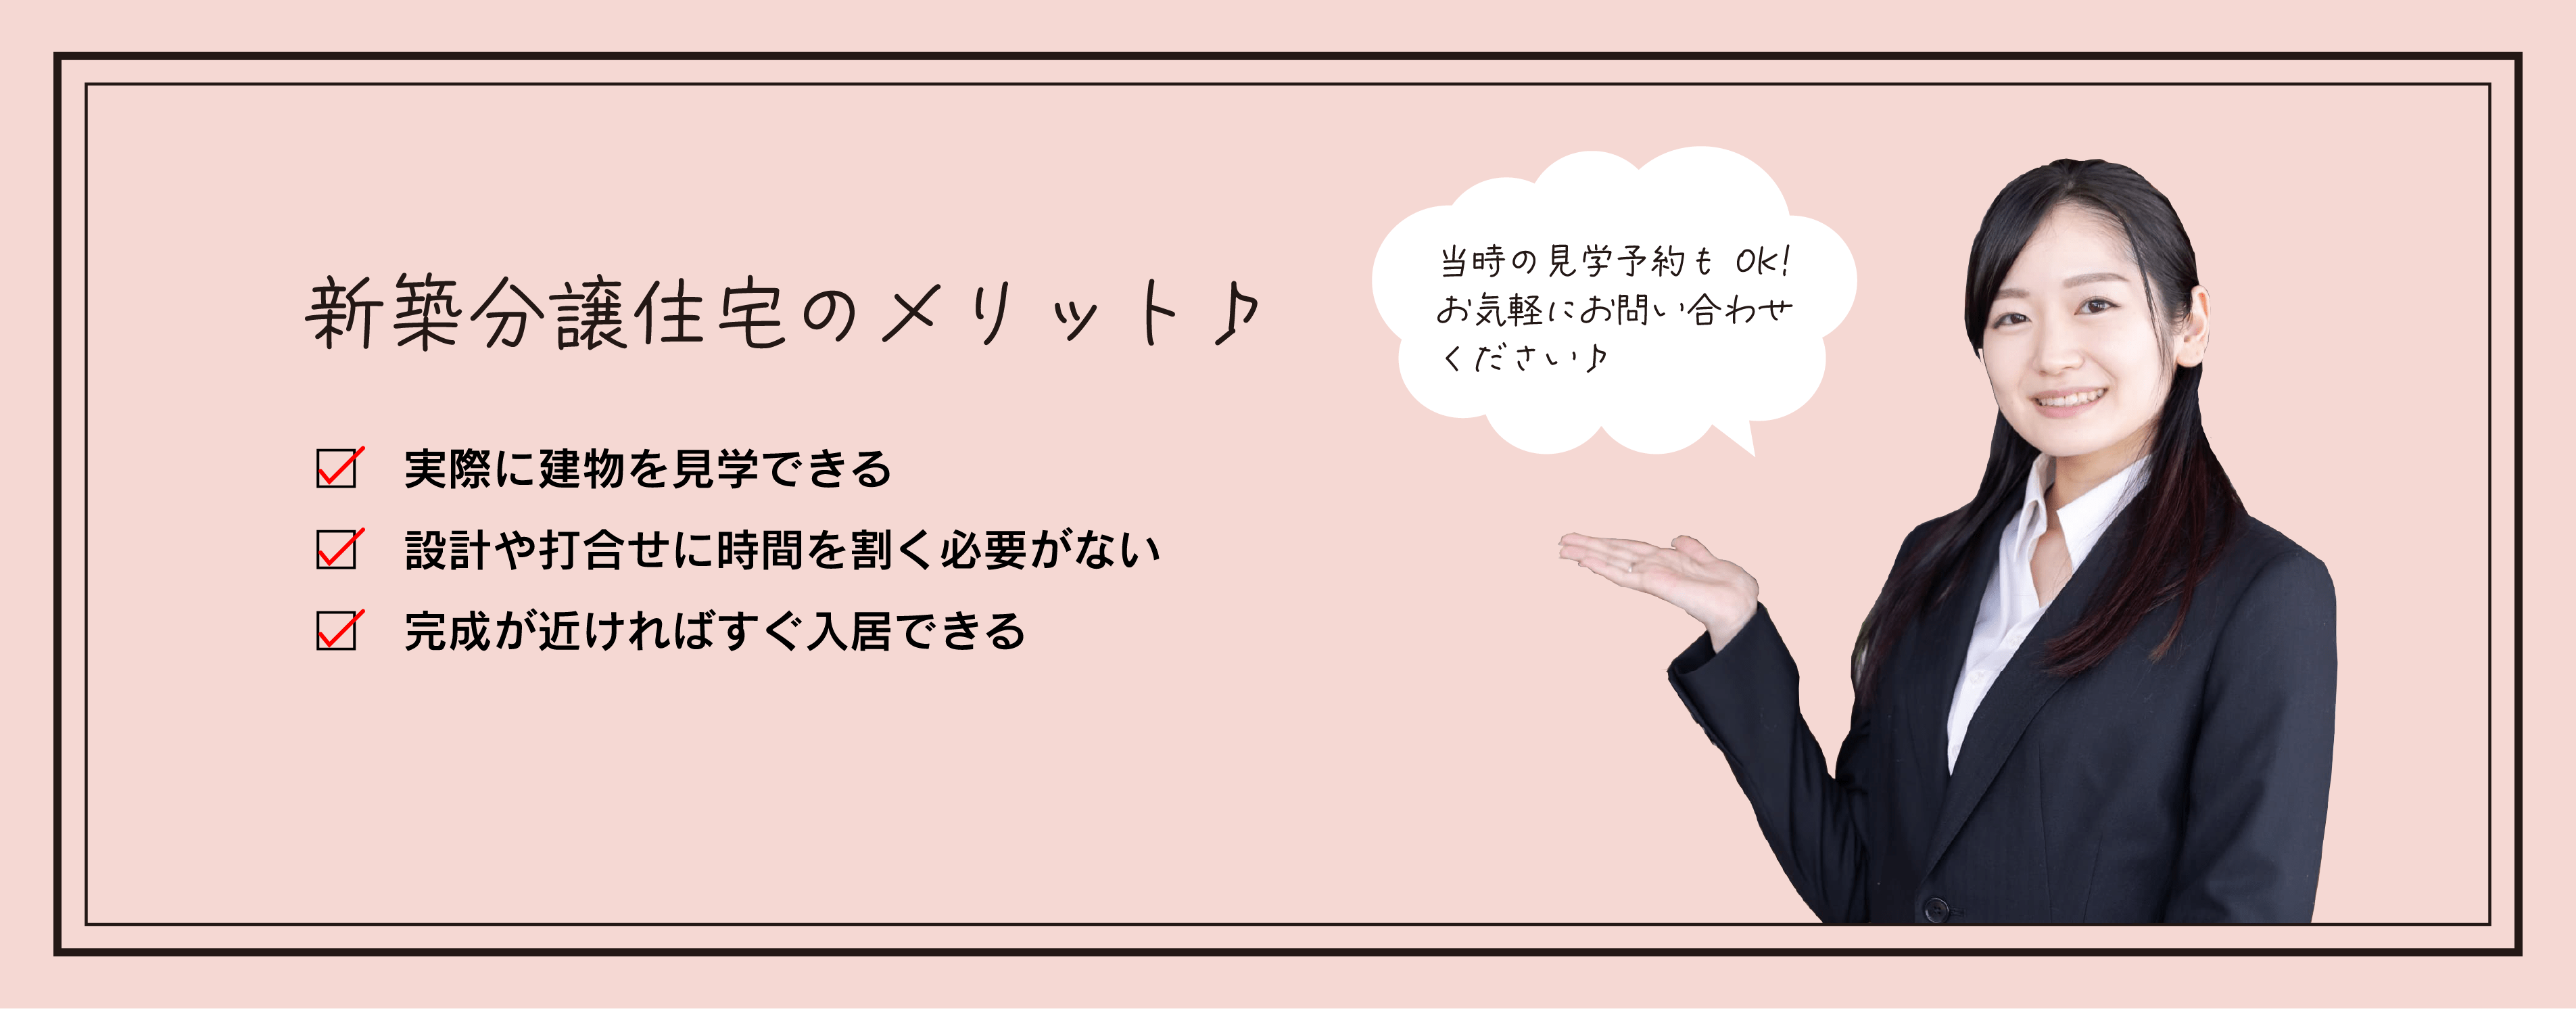 新築分譲住宅のメリット♪
実際に建物を見学できる
設計や打合せに時間を割く必要がない
完成が近ければすぐ入居できる
当時の見学予約も OK!
お気軽にお問い合わせ
ください♪